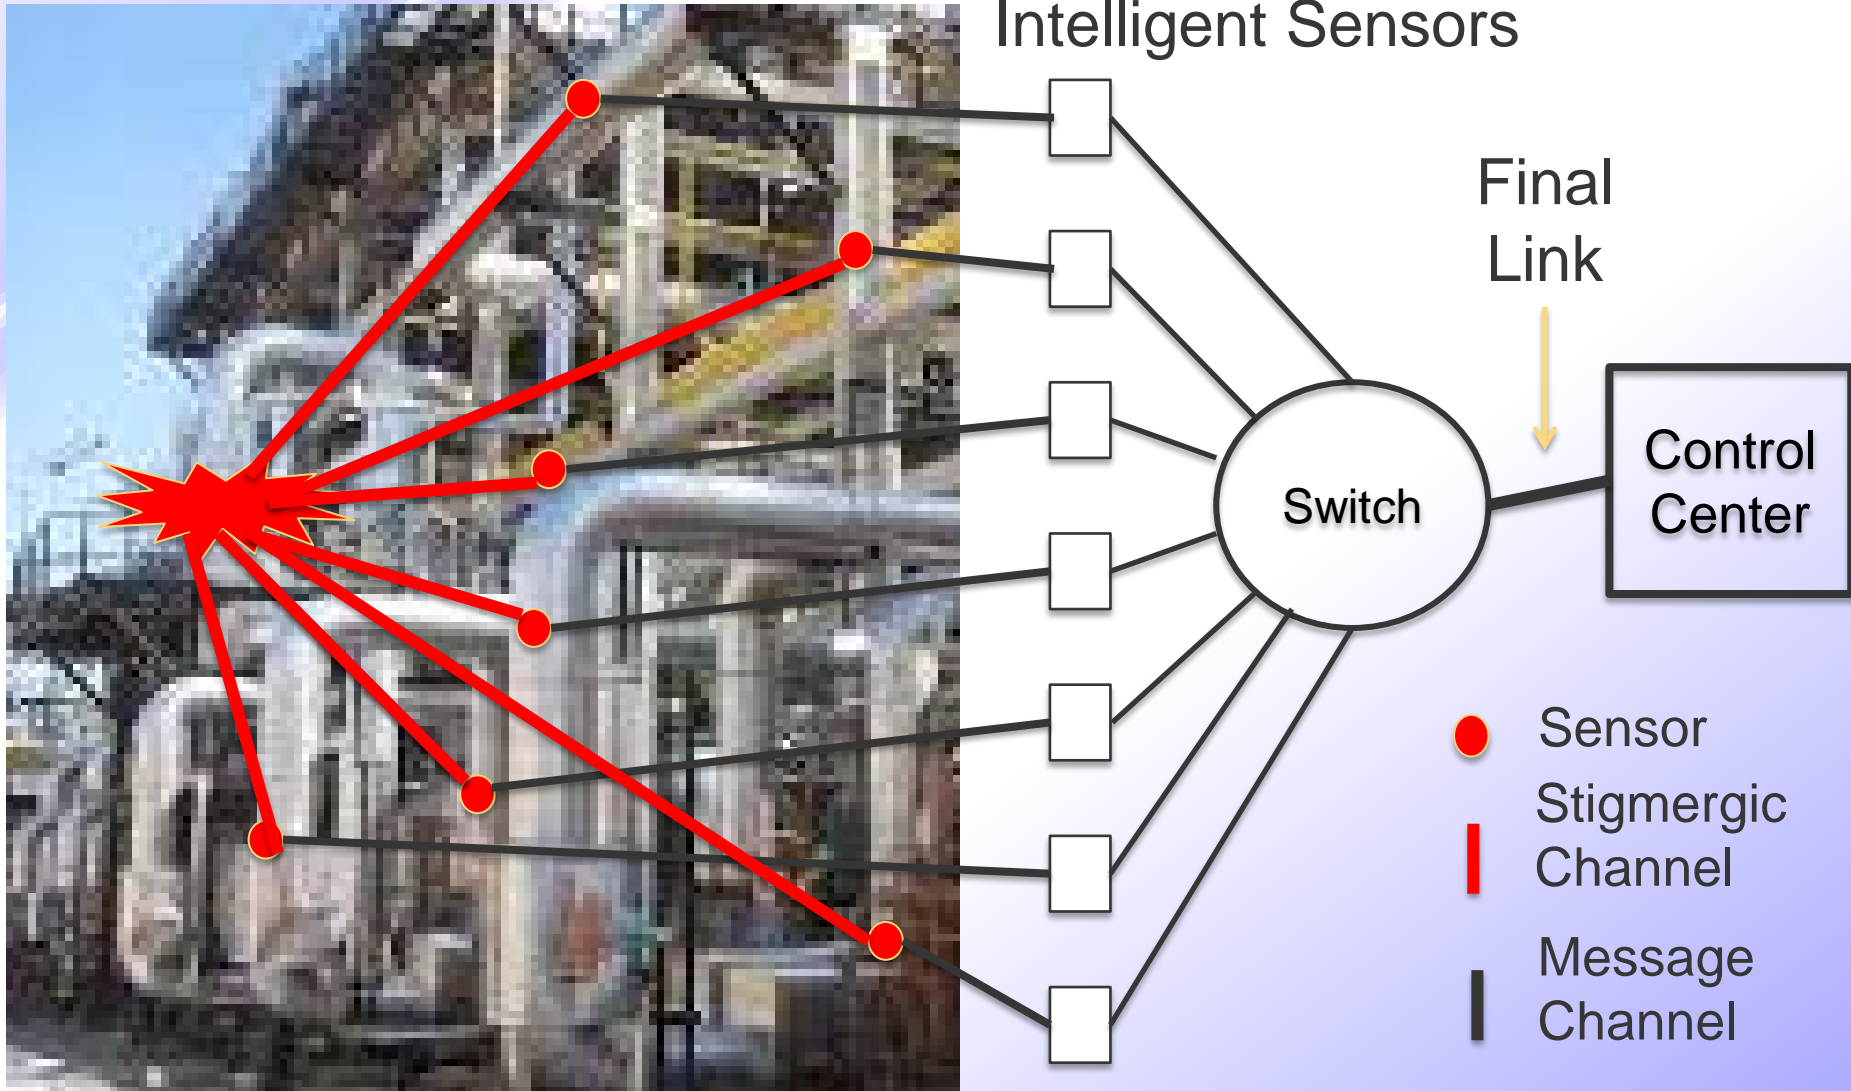 Intelligent Sensors
Final
Link
Control
Center
Switch
Sensor
Stigmergic
Channel
Message
Channel